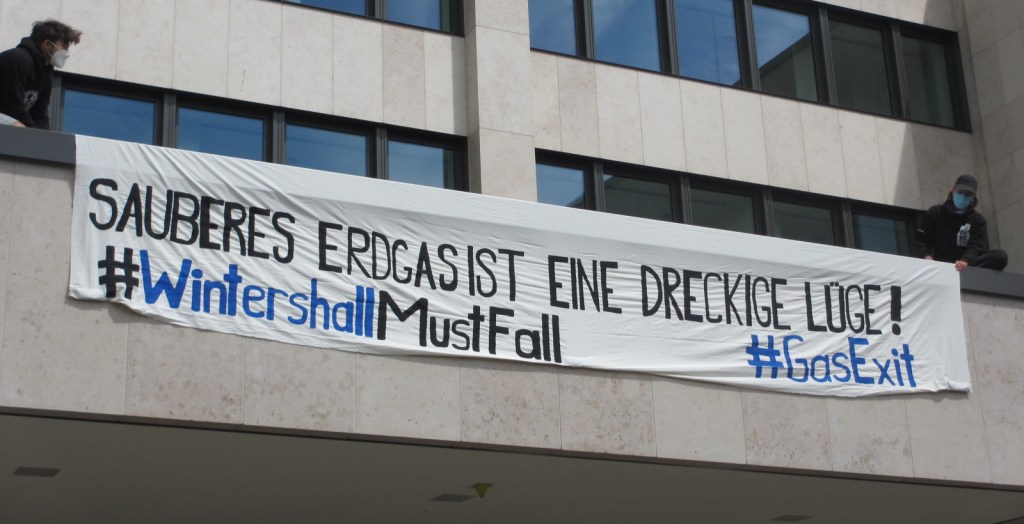 SAUBERES ERDGAS IST EINE DRECKIGE LÜGE!
#WintershallMustFall #GasExit